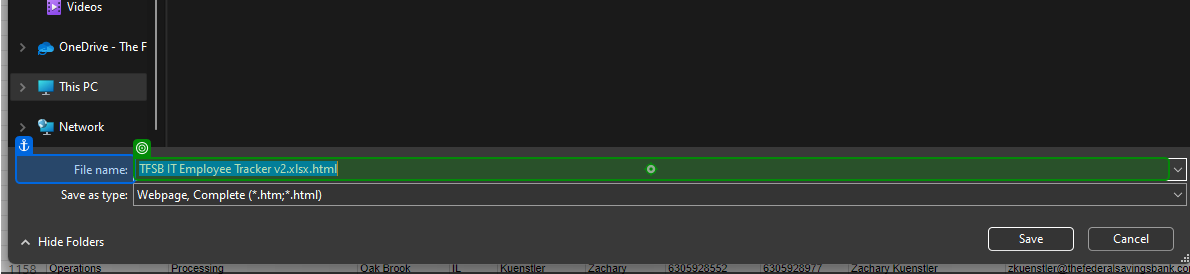 Videos
OneDrive - The F
This PC
Network
File name: TFSB IT Employee Tracker v2.xlsx.html
Save as type: Webpage, Complete (*.htm;*.html)
Hide Folders Save Cancel
1158 Operations Processing Oak Brook IL Kuenstler Zachary 6305928552 6305928977 Zachary Kuenstler zkuenstler@thefederalsavingsbank.co